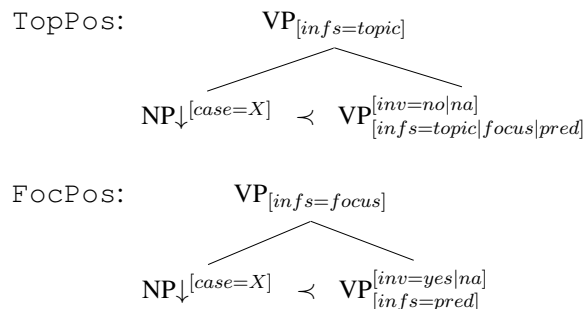 TopPos: VP[infs=topic]
NP↓[case=X] ≺ VP[inv=no|na][infs=topic|focus|pred]
FocPos: VP[infs=focus]
NP↓[case=X] ≺ VP[inv=yes|na][infs=pred]